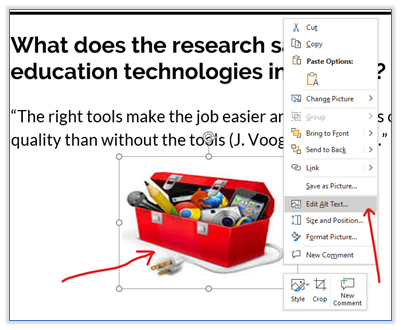 What does the research sa
education technologies in ?
“The right tools make the job easier an s o
quality than without the tools (J. Voog .”
Cut
Copy
Paste Options:
A
Change Picture
Group
Bring to Front
Send to Back
Link
Save as Picture...
Edit Alt Text...
Size and Position...
Format Picture...
New Comment
Style Crop New
Comment